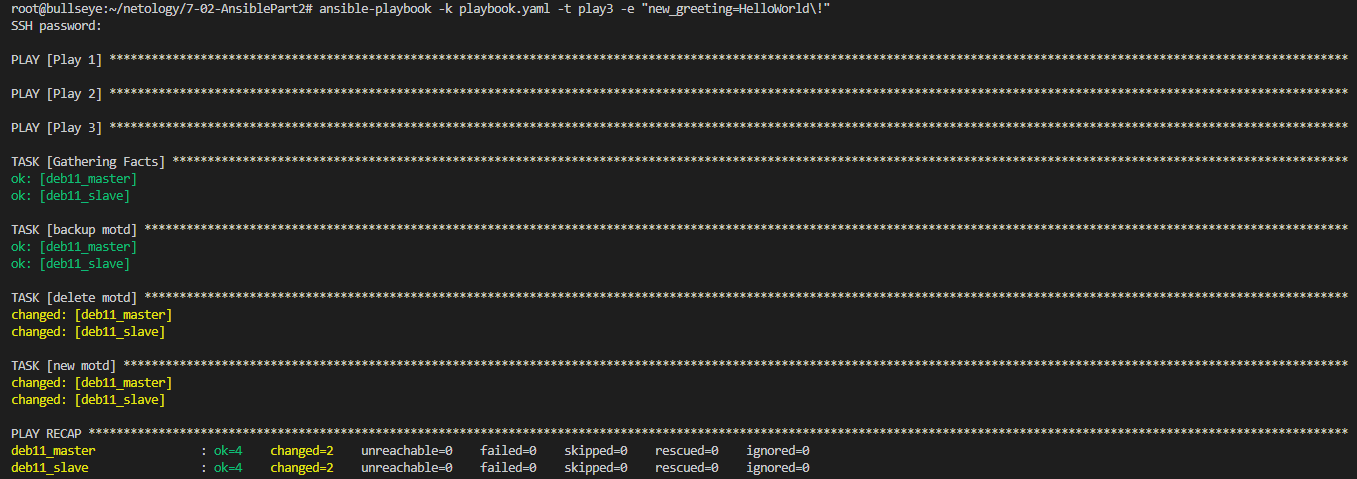 root@bullseye:~/netology/7-02-AnsiblePart2# ansible-playbook -k playbook.yaml -t play3 -e "new_greeting=HelloWorld\!"
SSH password:
PLAY [Play 1] ****************************************************************************************************************************************************************************
PLAY [Play 2] ****************************************************************************************************************************************************************************
PLAY [Play 3] ****************************************************************************************************************************************************************************
TASK [Gathering Facts] *******************************************************************************************************************************************************************
ok: [deb11_master]
ok: [deb11_slave]
TASK [backup motd] ***********************************************************************************************************************************************************************
ok: [deb11_master]
ok: [deb11_slave]
TASK [delete motd] ***********************************************************************************************************************************************************************
changed: [deb11_master]
changed: [deb11_slave]
TASK [new motd] **************************************************************************************************************************************************************************
changed: [deb11_master]
changed: [deb11_slave]
PLAY RECAP *******************************************************************************************************************************************************************************
deb11_master               : ok=4    changed=2    unreachable=0    failed=0    skipped=0    rescued=0    ignored=0
deb11_slave                : ok=4    changed=2    unreachable=0    failed=0    skipped=0    rescued=0    ignored=0